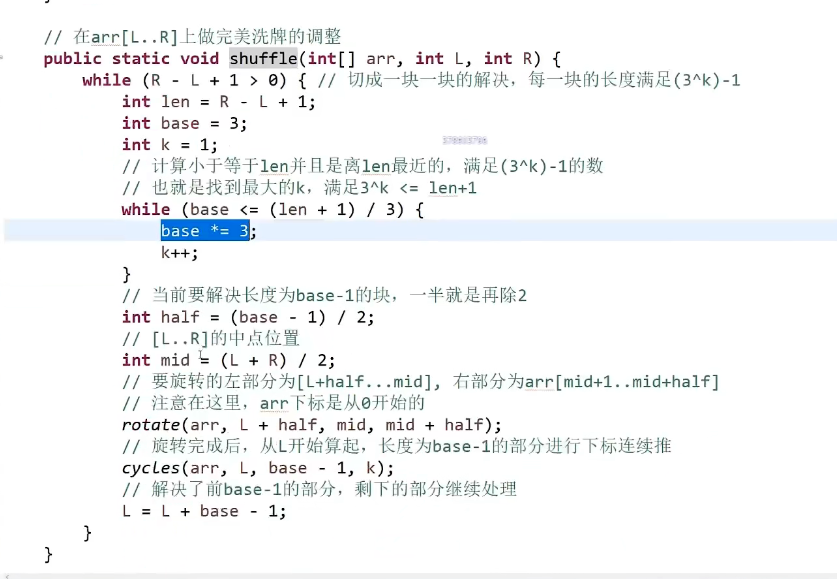 // 在arr[L..R]上做完美洗牌的调整
public static void shuffle(int[] arr, int L, int R) {
while (R - L + 1 > 0) { // 切成一块一块的解决，每一块的长度满足(3^k)-1
int len = R - L + 1;
int base = 3;
int k = 1;
// 计算小于等于len并且是离len最近的，满足(3^k)-1的数
// 也就是找到最大的k，满足3^k <= len+1
while (base <= (len + 1) / 3) {
base *= 3;
k++;
}
// 当前要解决长度为base-1的块，一半就是再除2
int half = (base - 1) / 2;
// [L..R]的中点位置
int mid = (L + R) / 2;
// 要旋转的左部分为[L+half...mid], 右部分为arr[mid+1..mid+half]
// 注意在这里，arr下标是从0开始的
rotate(arr, L + half, mid, mid + half);
// 旋转完成后，从L开始算起，长度为base-1的部分进行下标连续推
cycles(arr, L, base - 1, k);
// 解决了前base-1的部分，剩下的部分继续处理
L = L + base - 1;
}
}